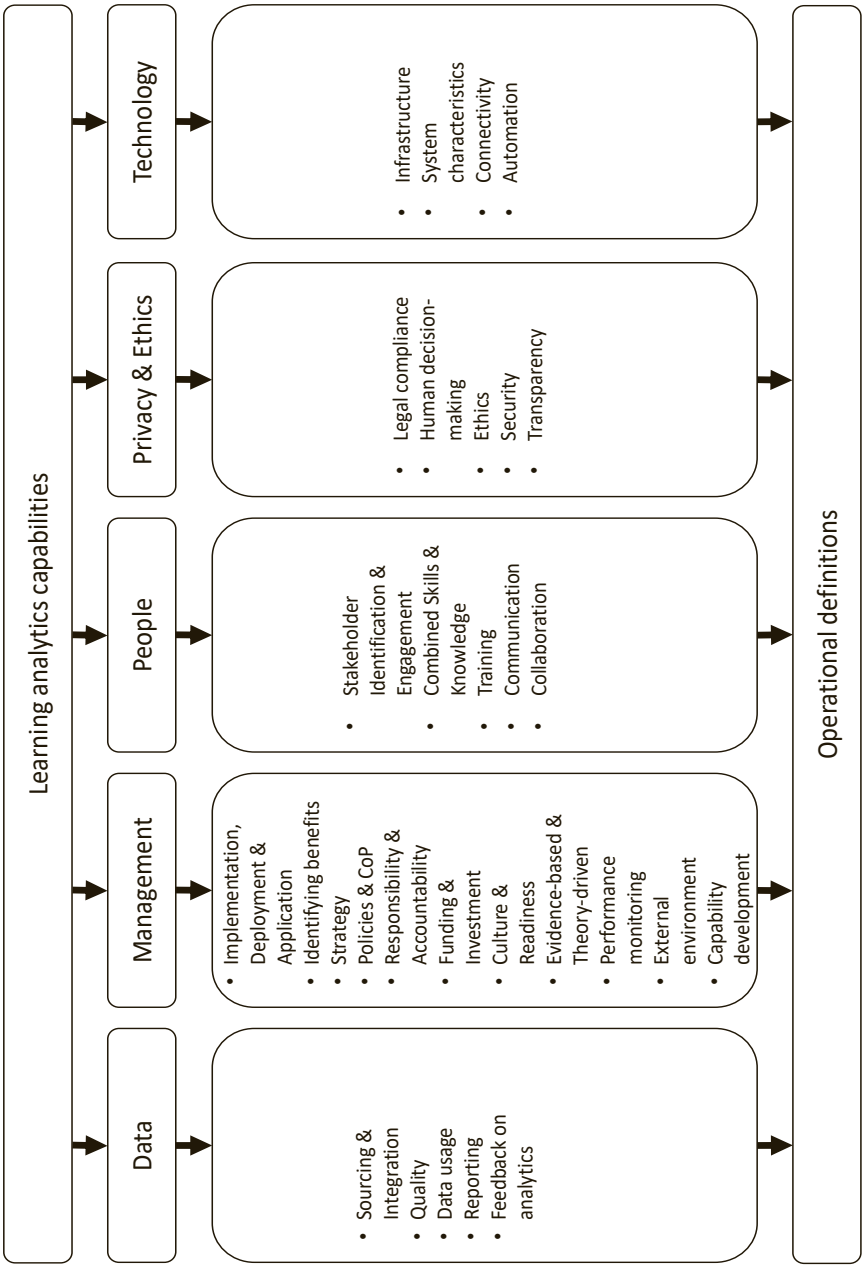 Learning analytics capabilities
Data
• Sourcing &
Integration
• Quality
• Data usage
• Reporting
• Feedback on
analytics
Management
• Implementation,
Deployment &
Application
• Identifying benefits
• Strategy
• Policies & CoP
• Responsibility &
Accountability
• Funding &
Investment
• Culture &
Readiness
• Evidence-based &
Theory-driven
• Performance
monitoring
• External
environment
• Capability
development
People
• Stakeholder
Identification &
Engagement
• Combined Skills &
Knowledge
• Training
• Communication
• Collaboration
Privacy & Ethics
• Legal compliance
• Human decision-
making
• Ethics
• Security
• Transparency
Technology
• Infrastructure
• System
characteristics
• Connectivity
• Automation
Operational definitions